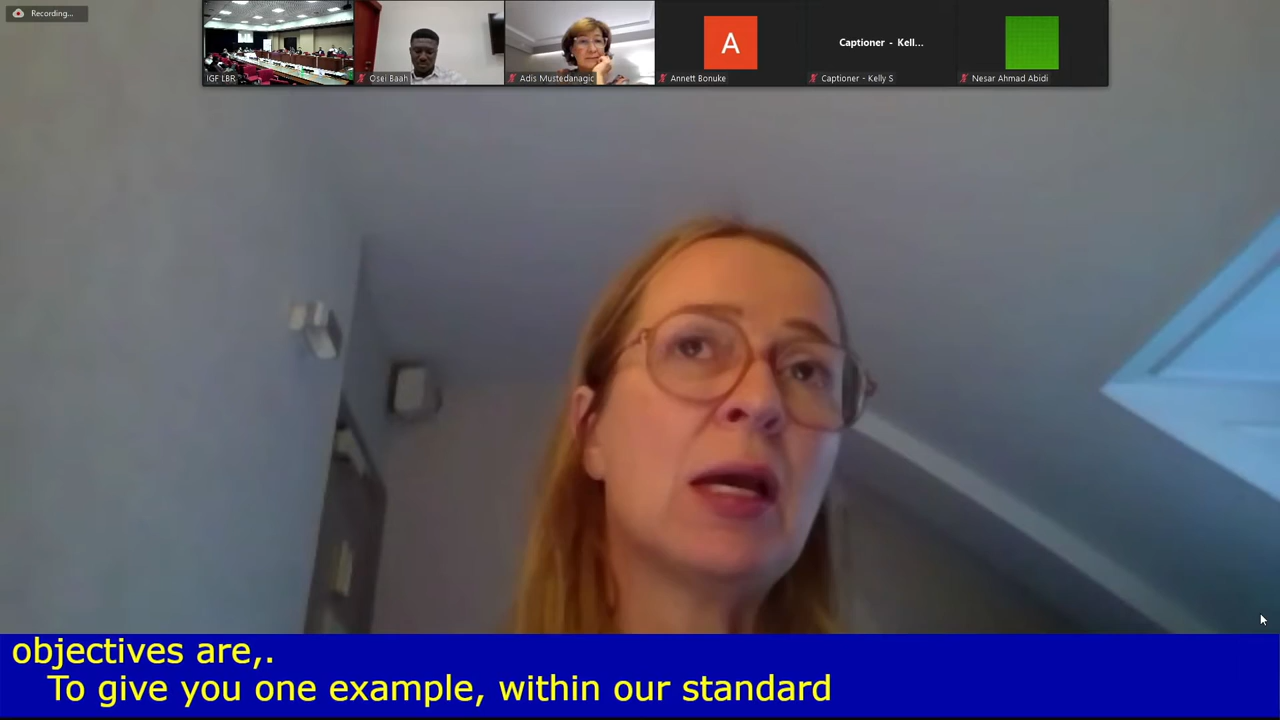 Recording...
IGF LBR
Osei Baah
Adis Mustedanagic
A
Annett Bonuke
Captioner - Kell...
Captioner - Kelly S
Nesar Ahmad Abidi
objectives are,.
To give you one example, within our standard